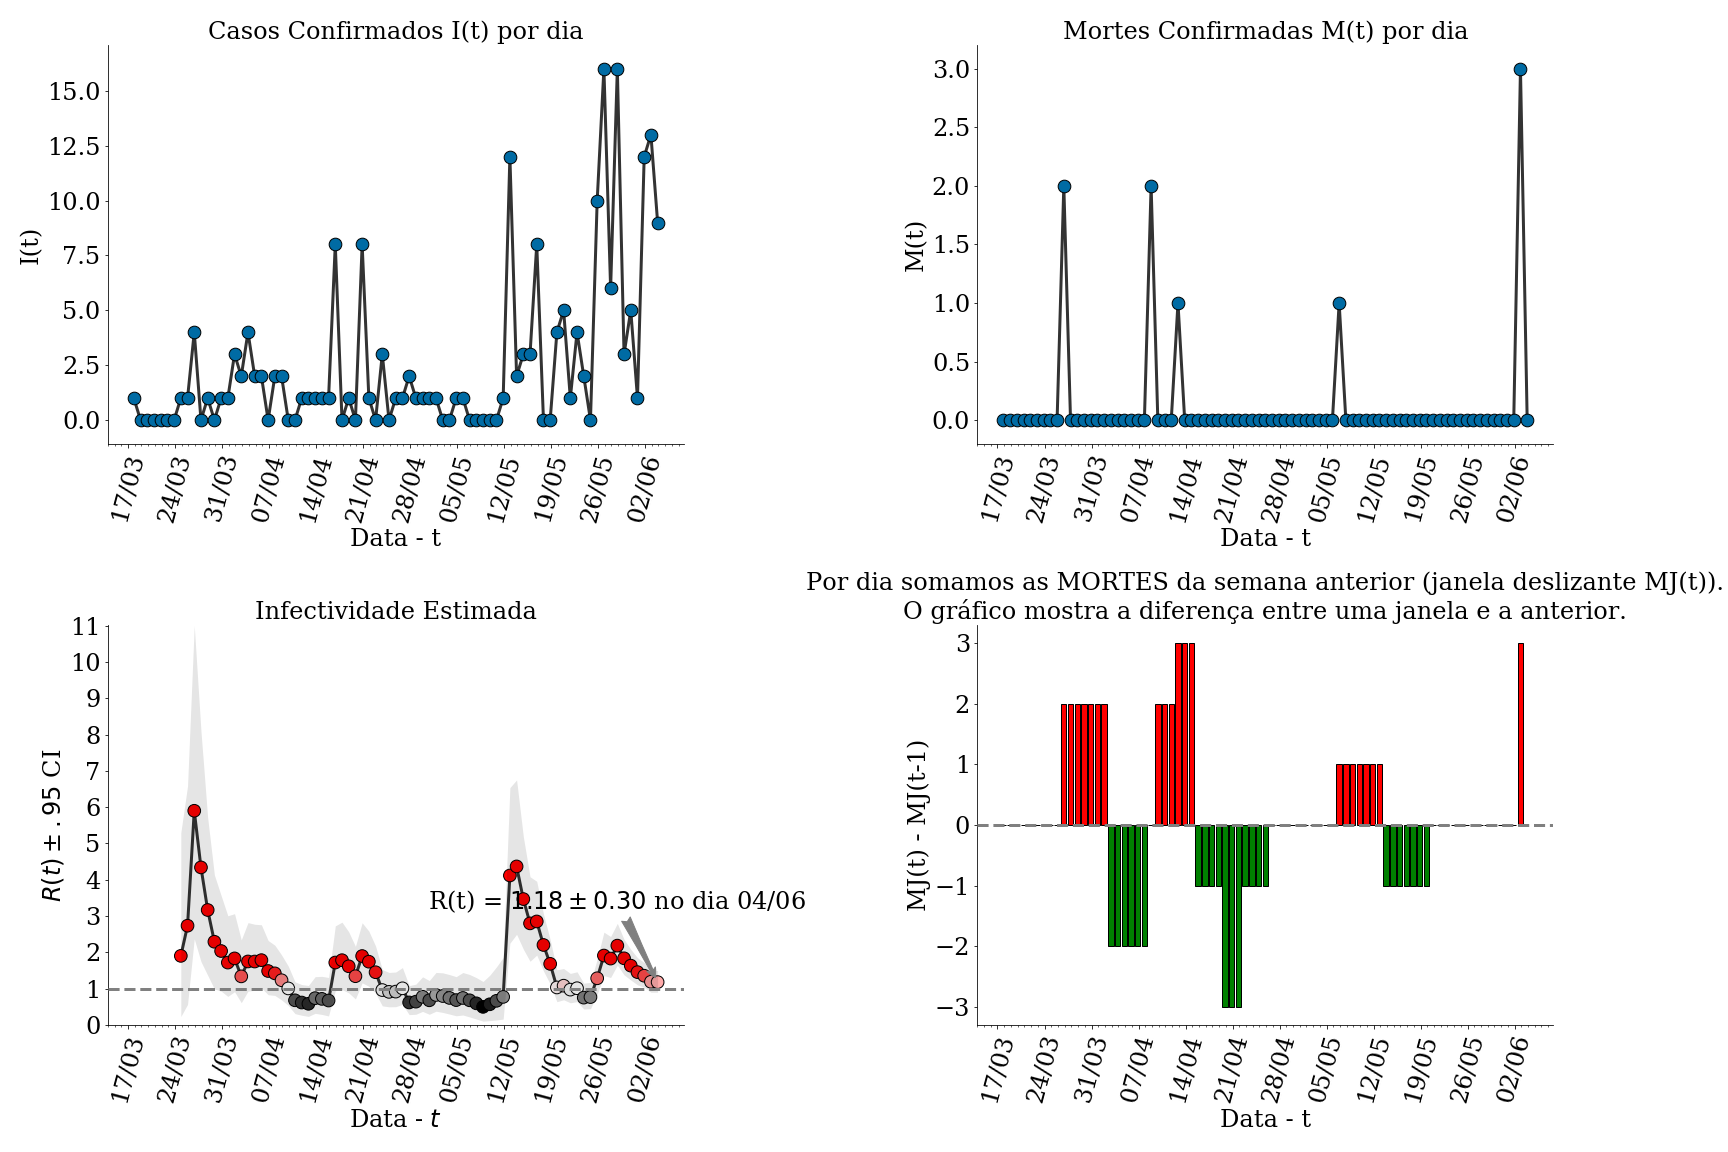 Casos Confirmados I(t) por dia
I(t)
15.0
12.5
10.0
7.5
5.0
2.5
0.0
17/03 24/03 31/03 07/04 14/04 21/04 28/04 05/05 12/05 19/05 26/05 02/06
Data - t
Mortes Confirmadas M(t) por dia
M(t)
3.0
2.5
2.0
1.5
1.0
0.5
0.0
17/03 24/03 31/03 07/04 14/04 21/04 28/04 05/05 12/05 19/05 26/05 02/06
Data - t
Infectividade Estimada
R(t) ± .95 CI
11
10
9
8
7
6
5
4
3
2
1
0
R(t) = 1.18 ± 0.30 no dia 04/06
17/03 24/03 31/03 07/04 14/04 21/04 28/04 05/05 12/05 19/05 26/05 02/06
Data - t
Por dia somamos as MORTES da semana anterior (janela deslizante MJ(t)).
O gráfico mostra a diferença entre uma janela e a anterior.
MJ(t) - MJ(t-1)
3
2
1
0
−1
−2
−3
17/03 24/03 31/03 07/04 14/04 21/04 28/04 05/05 12/05 19/05 26/05 02/06
Data - t